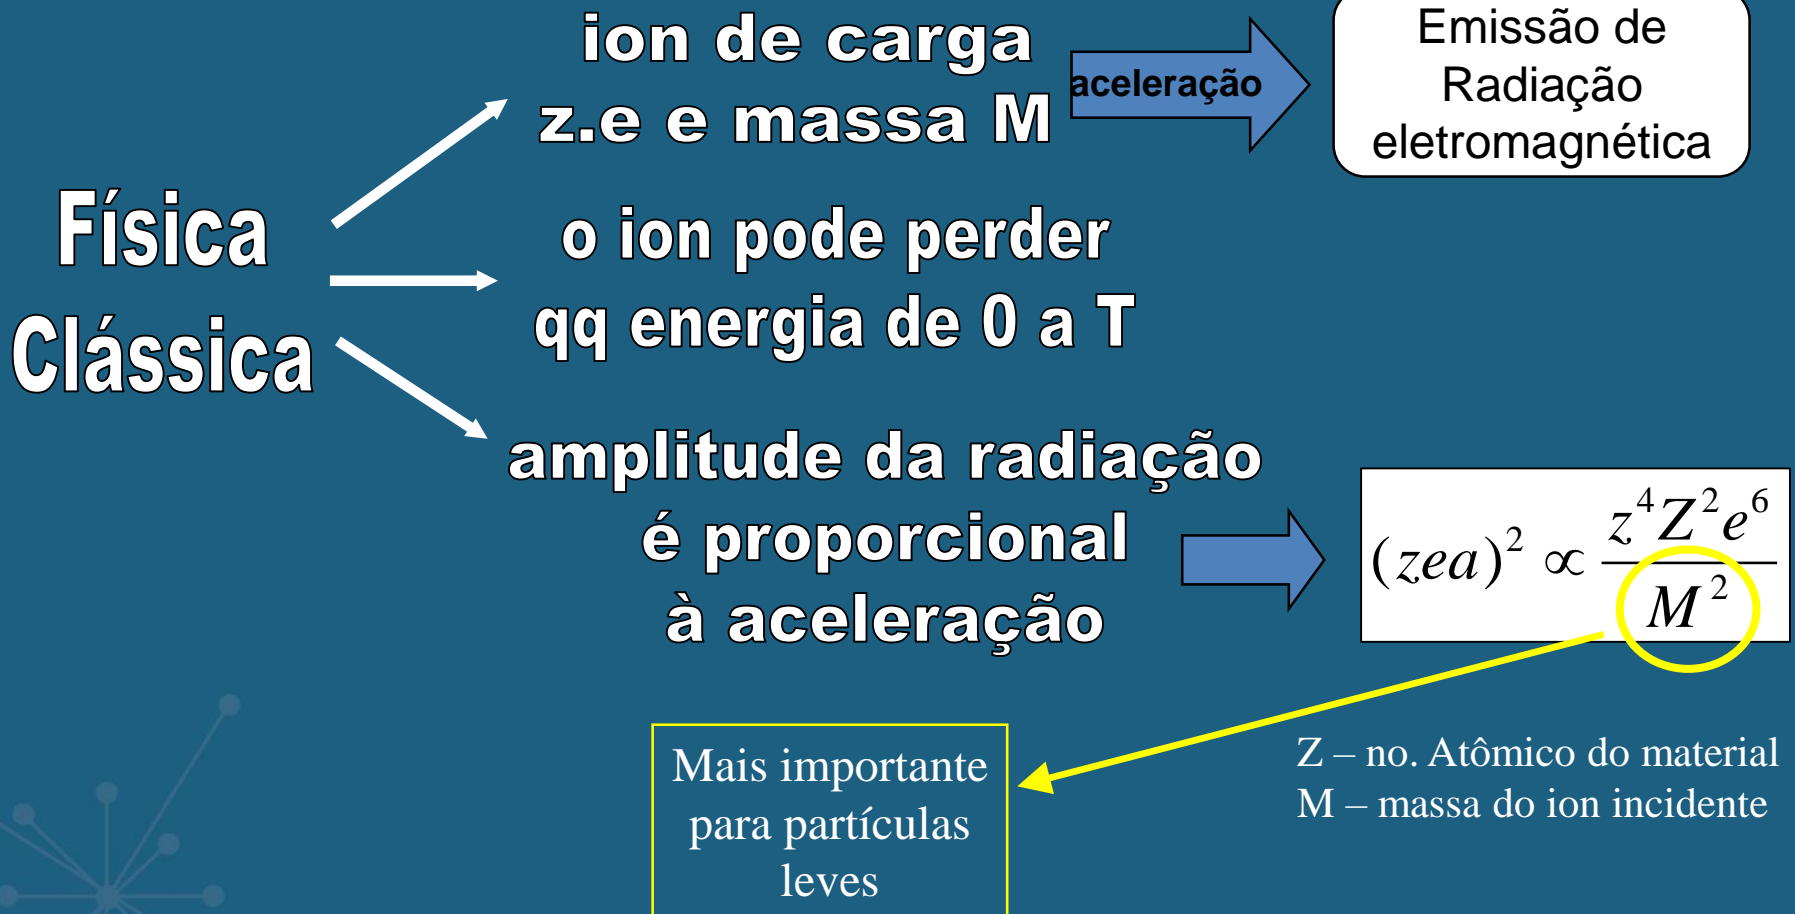 Física
Clássica
ion de carga
z.e e massa M
aceleração
Emissão de
Radiação
eletromagnética
o ion pode perder
qq energia de 0 a T
amplitude da radiação
é proporcional
à aceleração
(zea)² ∝ z⁴Z²e⁶ / M²
Mais importante
para partículas
leves
Z – no. Atômico do material
M – massa do ion incidente